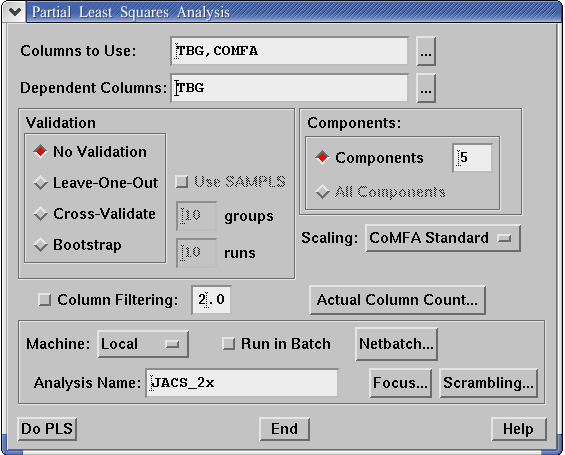 Partial Least Squares Analysis
Columns to Use: TBG,COMFA ...
Dependent Columns: TBG ...
Validation
No Validation
Leave-One-Out Use SAMPLS
Cross-Validate 10 groups
Bootstrap 10 runs
Components:
Components 5
All Components
Scaling: CoMFA Standard
Column Filtering: 2.0 Actual Column Count...
Machine: Local Run in Batch Netbatch...
Analysis Name: JACS_2x Focus... Scrambling...
Do PLS End Help